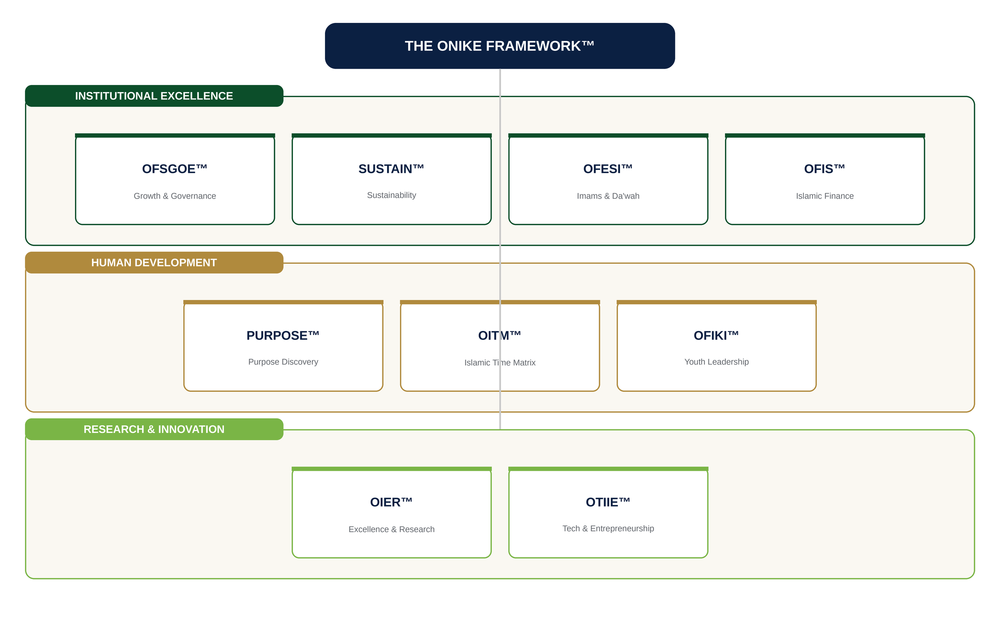 THE ONIKE FRAMEWORK™
INSTITUTIONAL EXCELLENCE
OFSGOE™
Growth & Governance
SUSTAIN™
Sustainability
OFESI™
Imams & Da'wah
OFIS™
Islamic Finance
HUMAN DEVELOPMENT
PURPOSE™
Purpose Discovery
OITM™
Islamic Time Matrix
OFIKI™
Youth Leadership
RESEARCH & INNOVATION
OIER™
Excellence & Research
OTIIE™
Tech & Entrepreneurship